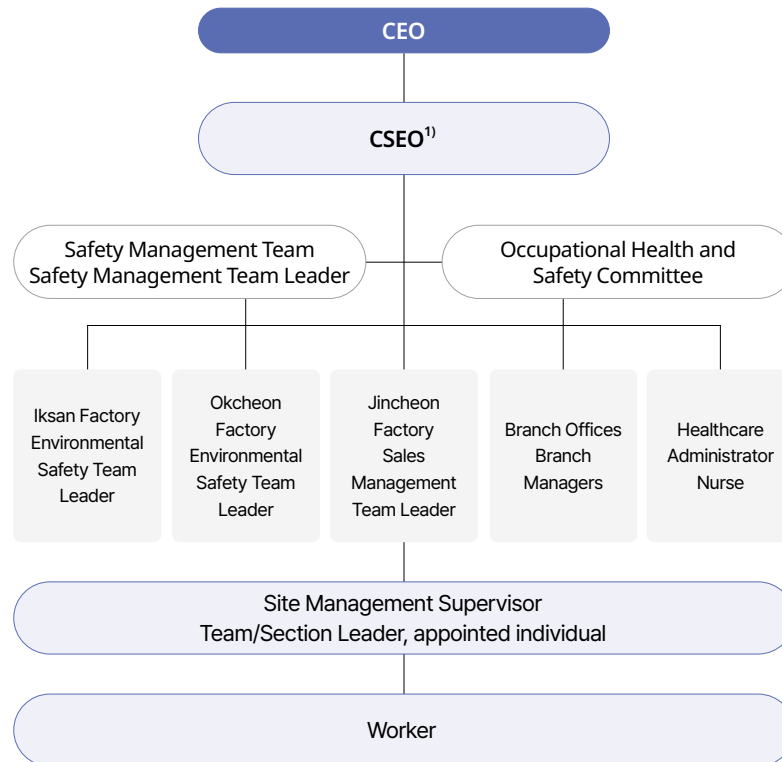 CEO
CSEO1)
Safety Management Team
Safety Management Team Leader
Occupational Health and
Safety Committee
Iksan Factory
Environmental
Safety Team
Leader
Okcheon
Factory
Environmental
Safety Team
Leader
Jincheon
Factory
Sales
Management
Team Leader
Branch Offices
Branch
Managers
Healthcare
Administrator
Nurse
Site Management Supervisor
Team/Section Leader, appointed individual
Worker